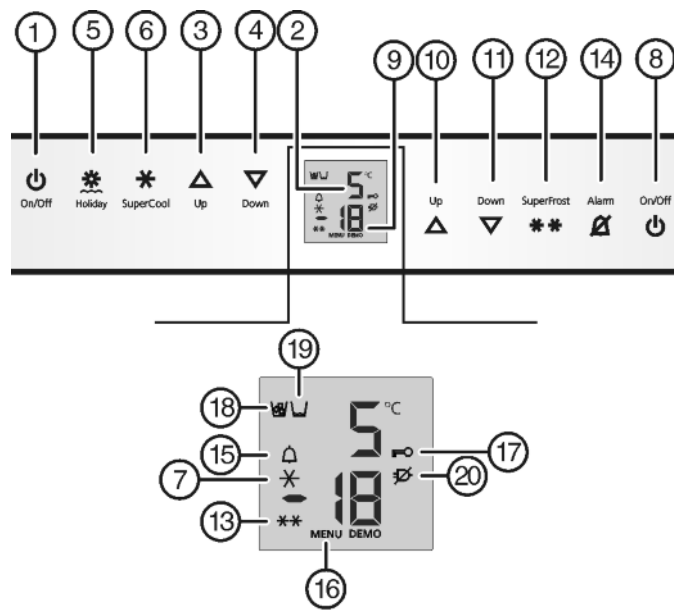 1 5 6 3 4 2 9 10 11 12 14 8
5 °C
18
MENU DEMO
On/Off Holiday SuperCool Up Down
Up Down SuperFrost Alarm On/Off
19
18
5 °C
15
17
7
20
18
13
MENU DEMO
16